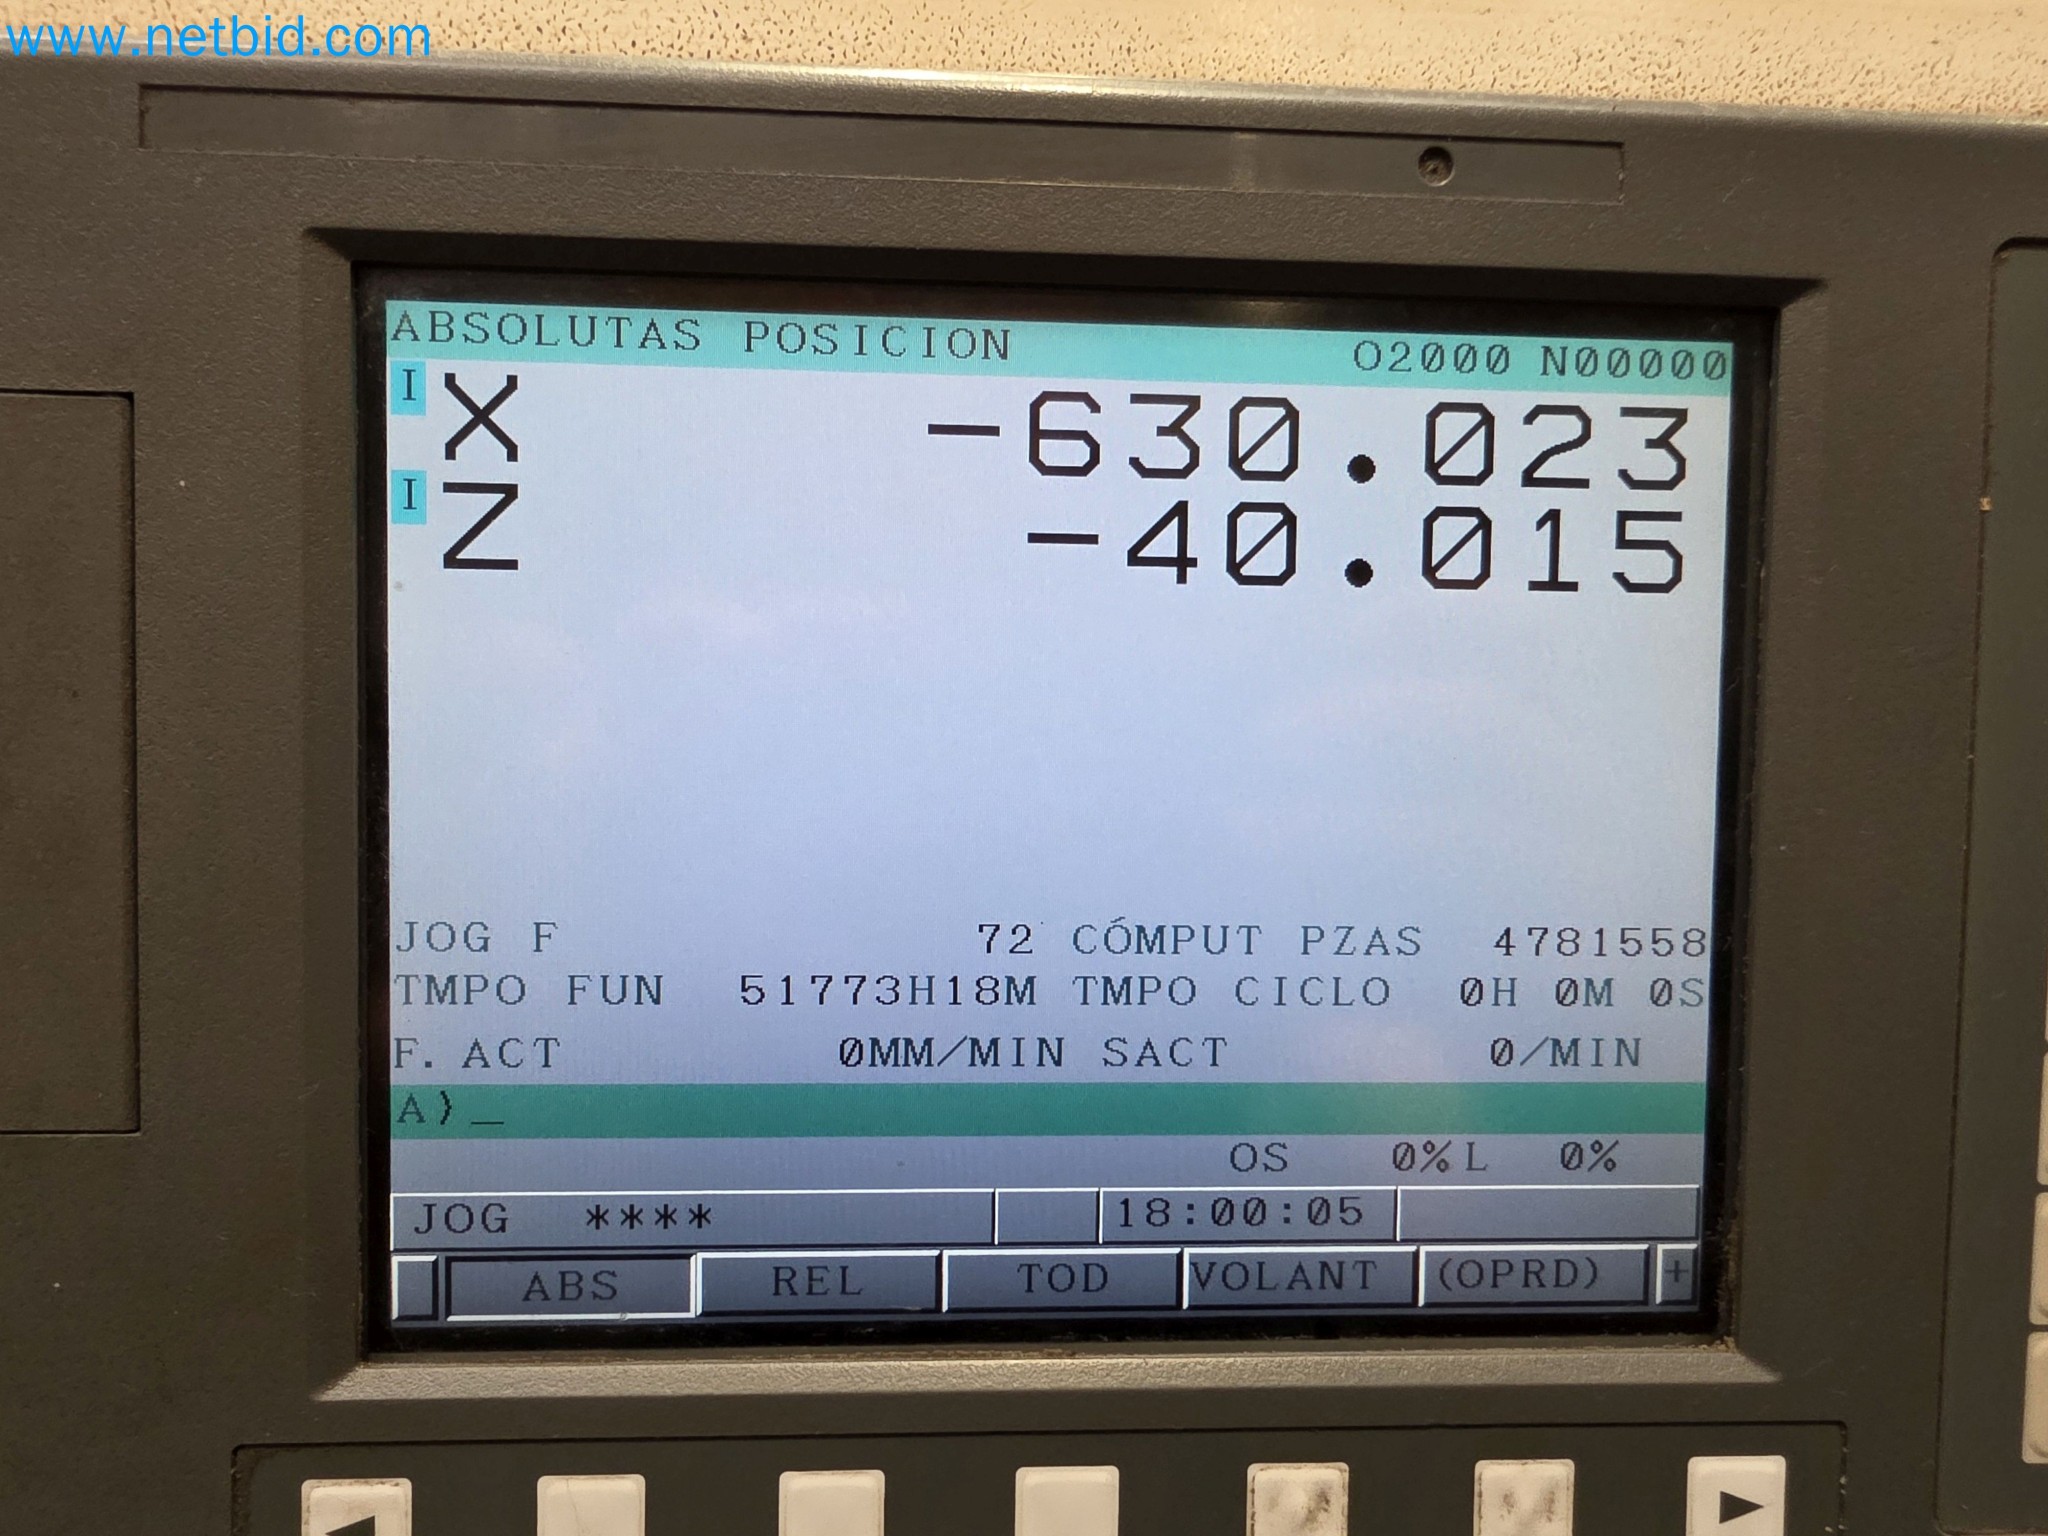 www.netbid.com
ABSOLUTAS POSICION O2000 N00000
I X -630.023
I Z -40.015
JOG F 72 CÓMPUT PZAS 4781558
TMPO FUN 51773H18M TMPO CICLO 0H 0M 0S
F. ACT 0MM/MIN SACT 0/MIN
A)_
OS 0% L 0%
JOG **** 18:00:05
ABS REL TOD VOLANT (OPRD) +